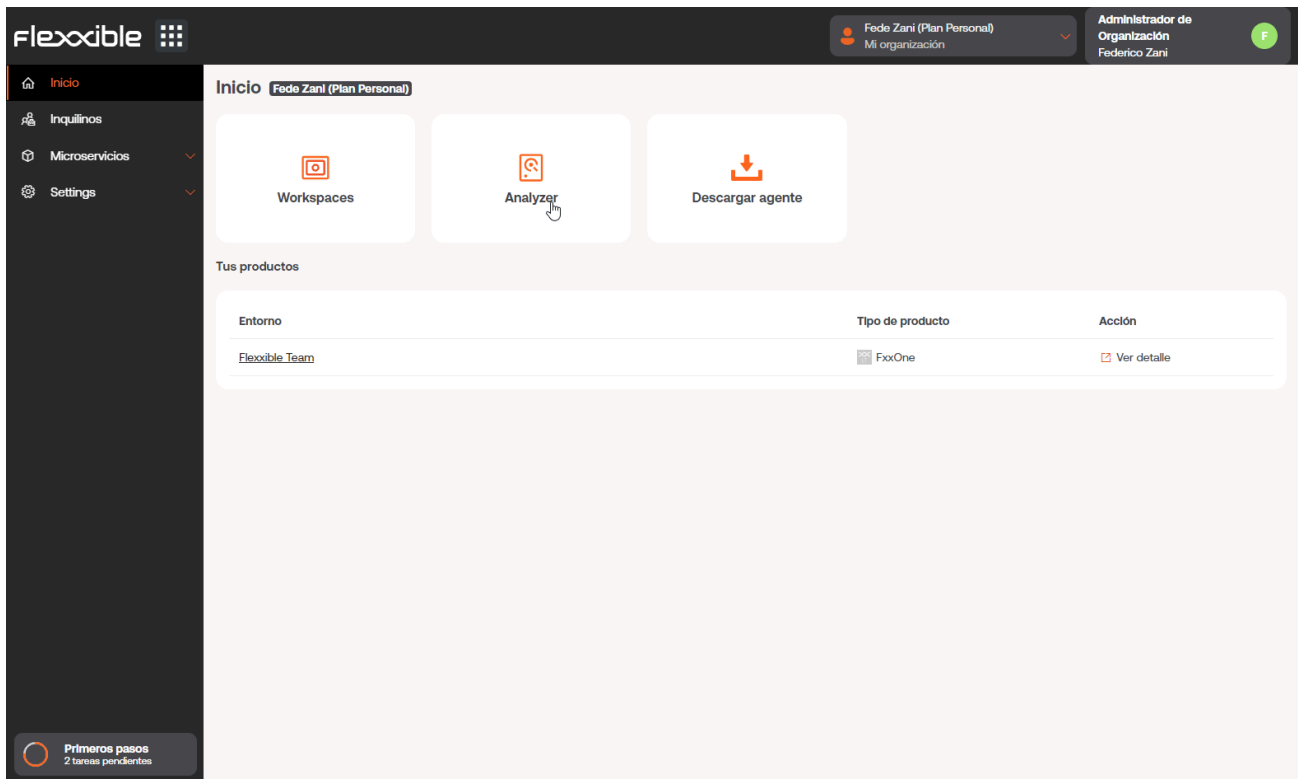 Flexxible
Fede Zani (Plan Personal)
Mi organización
Administrador de
Organización
Federico Zani
F
Inicio
Inquilinos
Microservicios
Settings
Inicio Fede Zani (Plan Personal)
Workspaces
Analyzer
Descargar agente
Tus productos
Entorno Tipo de producto Acción
Flexxible Team FxxOne Ver detalle
Primeros pasos
2 tareas pendientes